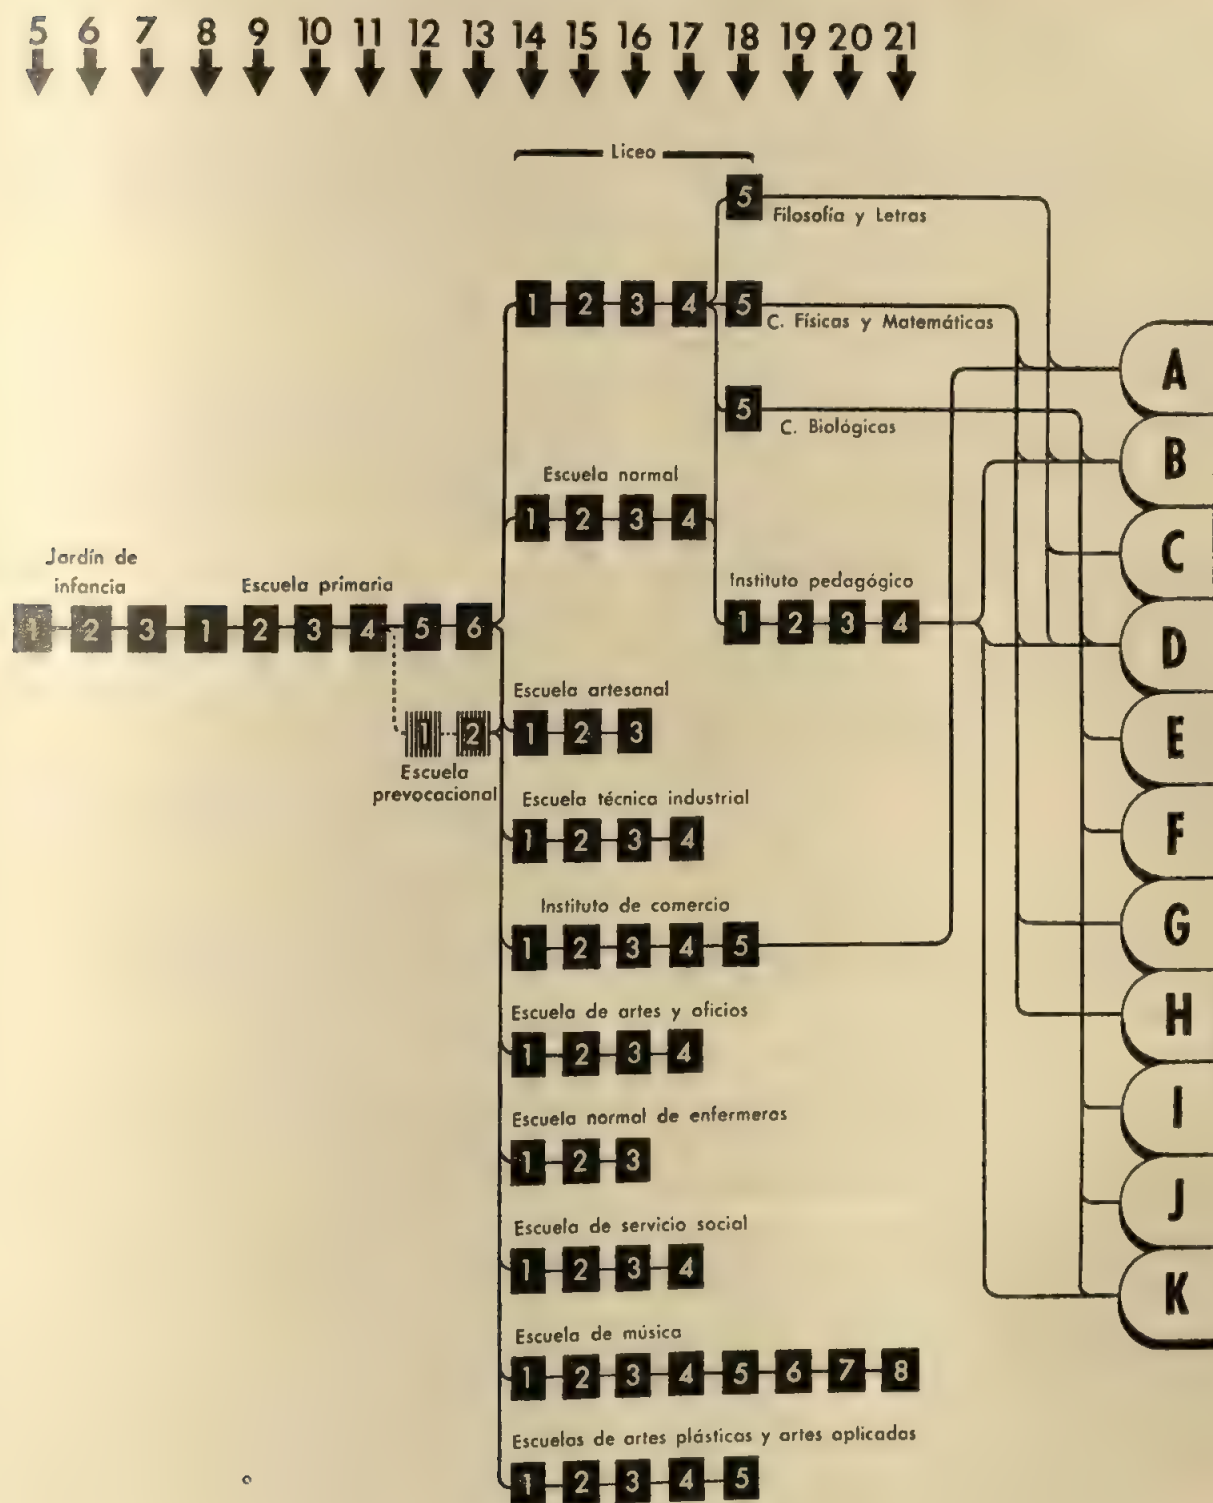 5 6 7 8 9 10 11 12 13 14 15 16 17 18 19 20 21
Liceo
5
Filosofía y Letras
1 2 3 4 5
C. Físicas y Matemáticas
A
5
C. Biológicas
B
Escuela normal
1 2 3 4
C
Jardín de
infancia
Escuela primaria
Instituto pedagógico
1 2 3 1 2 3 4 5 6
1 2 3 4
D
Escuela artesanal
1 2 3
1 2
Escuela
prevocacional
E
Escuela técnica industrial
1 2 3 4
F
Instituto de comercio
1 2 3 4 5
G
Escuela de artes y oficios
1 2 3 4
H
Escuela normal de enfermeras
1 2 3
I
Escuela de servicio social
1 2 3 4
J
K
Escuela de música
1 2 3 4 5 6 7 8
Escuelas de artes plásticas y artes aplicadas
1 2 3 4 5